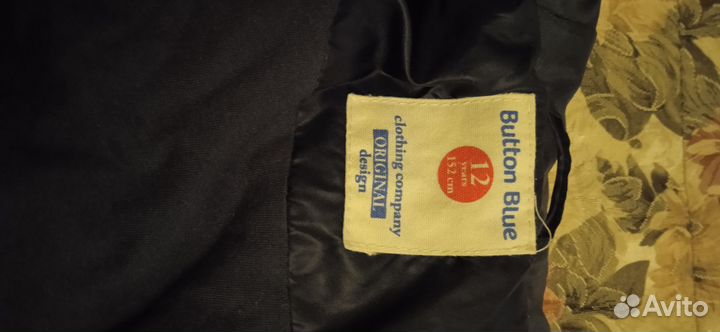 Button Blue
12
years
152 cm
clothing company
ORIGINAL
design
Avito